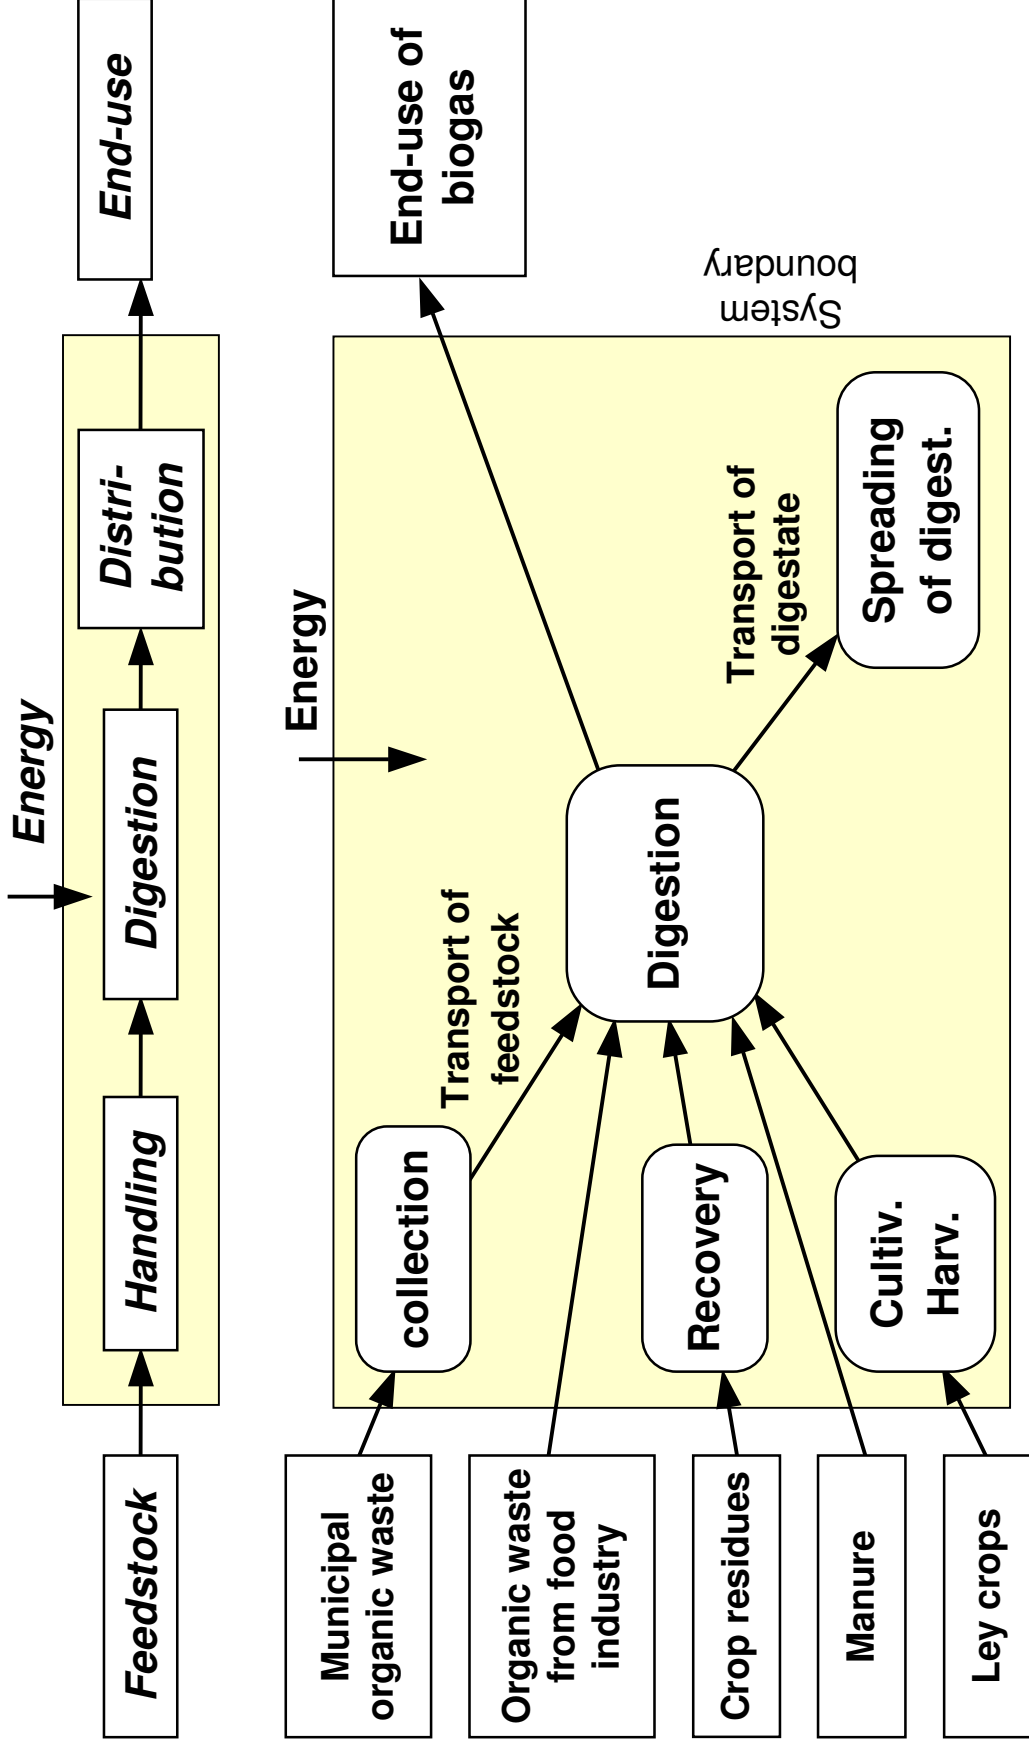 Energy
Feedstock
Handling
Digestion
Distri-
bution
End-use
Energy
Municipal
organic waste
Organic waste
from food
industry
Crop residues
Manure
Ley crops
collection
Recovery
Cultiv.
Harv.
Transport of
feedstock
Digestion
Transport of
digestate
Spreading
of digest.
End-use of
biogas
System
boundary